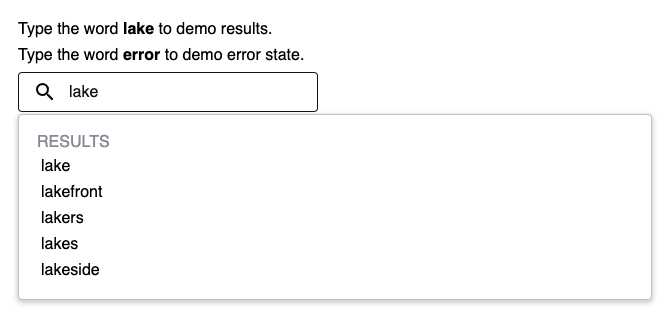 Type the word lake to demo results.
Type the word error to demo error state.
lake
RESULTS
lake
lakefront
lakers
lakes
lakeside